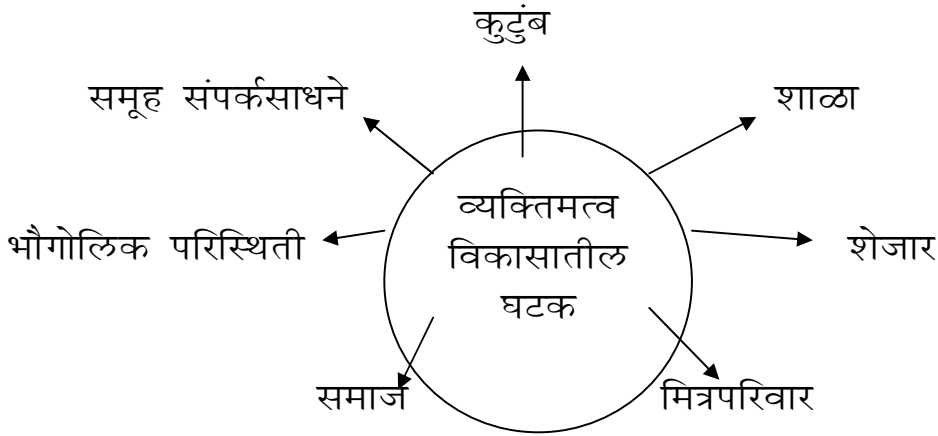 कुटुंब
समूह संपर्कसाधने
शाळा
व्यक्तिमत्व
विकासातील
घटक
भौगोलिक परिस्थिती
शेजार
समाज
मित्रपरिवार